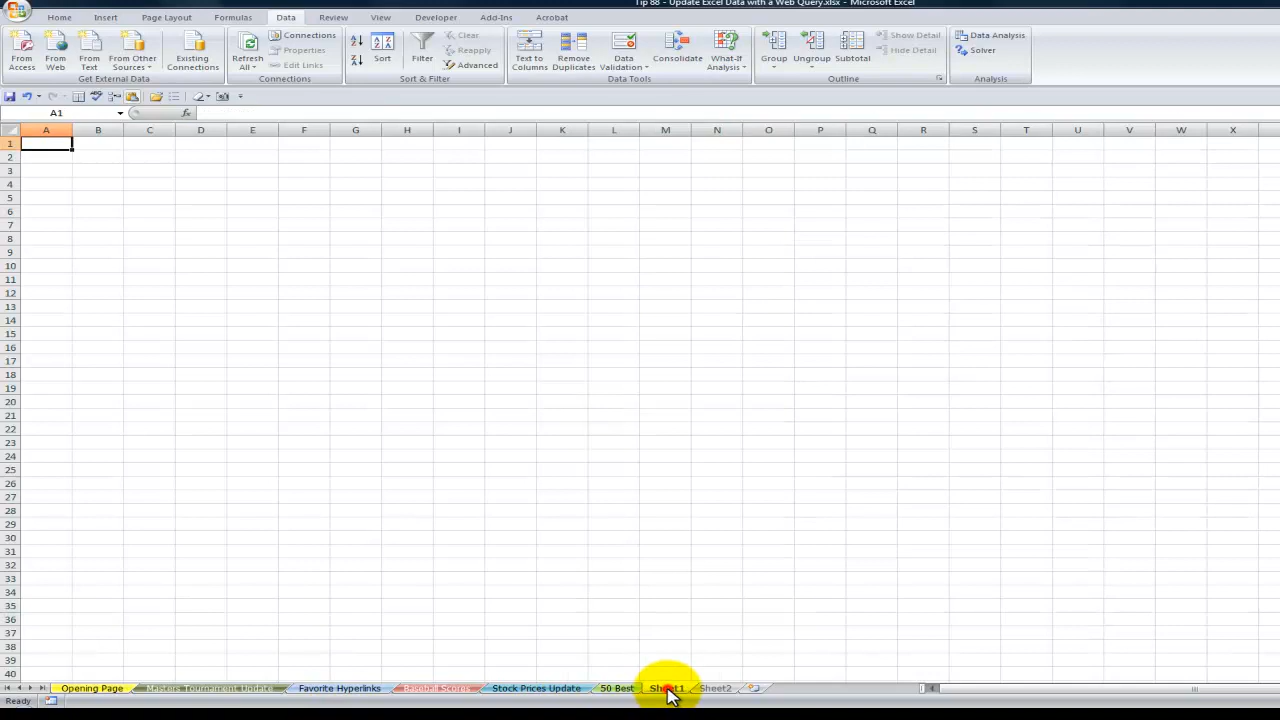 Tip 88 - Update Excel Data with a Web Query.xlsx - Microsoft Excel
Home Insert Page Layout Formulas Data Review View Developer Add-Ins Acrobat
From Access
From Web
From Text
From Other Sources
Existing Connections
Get External Data
Refresh All
Connections
Properties
Edit Links
Connections
Sort
Filter
Clear
Reapply
Advanced
Sort & Filter
Text to Columns
Remove Duplicates
Data Validation
Consolidate
What-If Analysis
Data Tools
Group
Ungroup
Subtotal
Show Detail
Hide Detail
Outline
Data Analysis
Solver
Analysis
A1 fx
A B C D E F G H I J K L M N O P Q R S T U V W X
1
2
3
4
5
6
7
8
9
10
11
12
13
14
15
16
17
18
19
20
21
22
23
24
25
26
27
28
29
30
31
32
33
34
35
36
37
38
39
40
Opening Page Masters Tournament Update Favorite Hyperlinks Baseball Scores Stock Prices Update 50 Best Sheet1 Sheet2
Ready